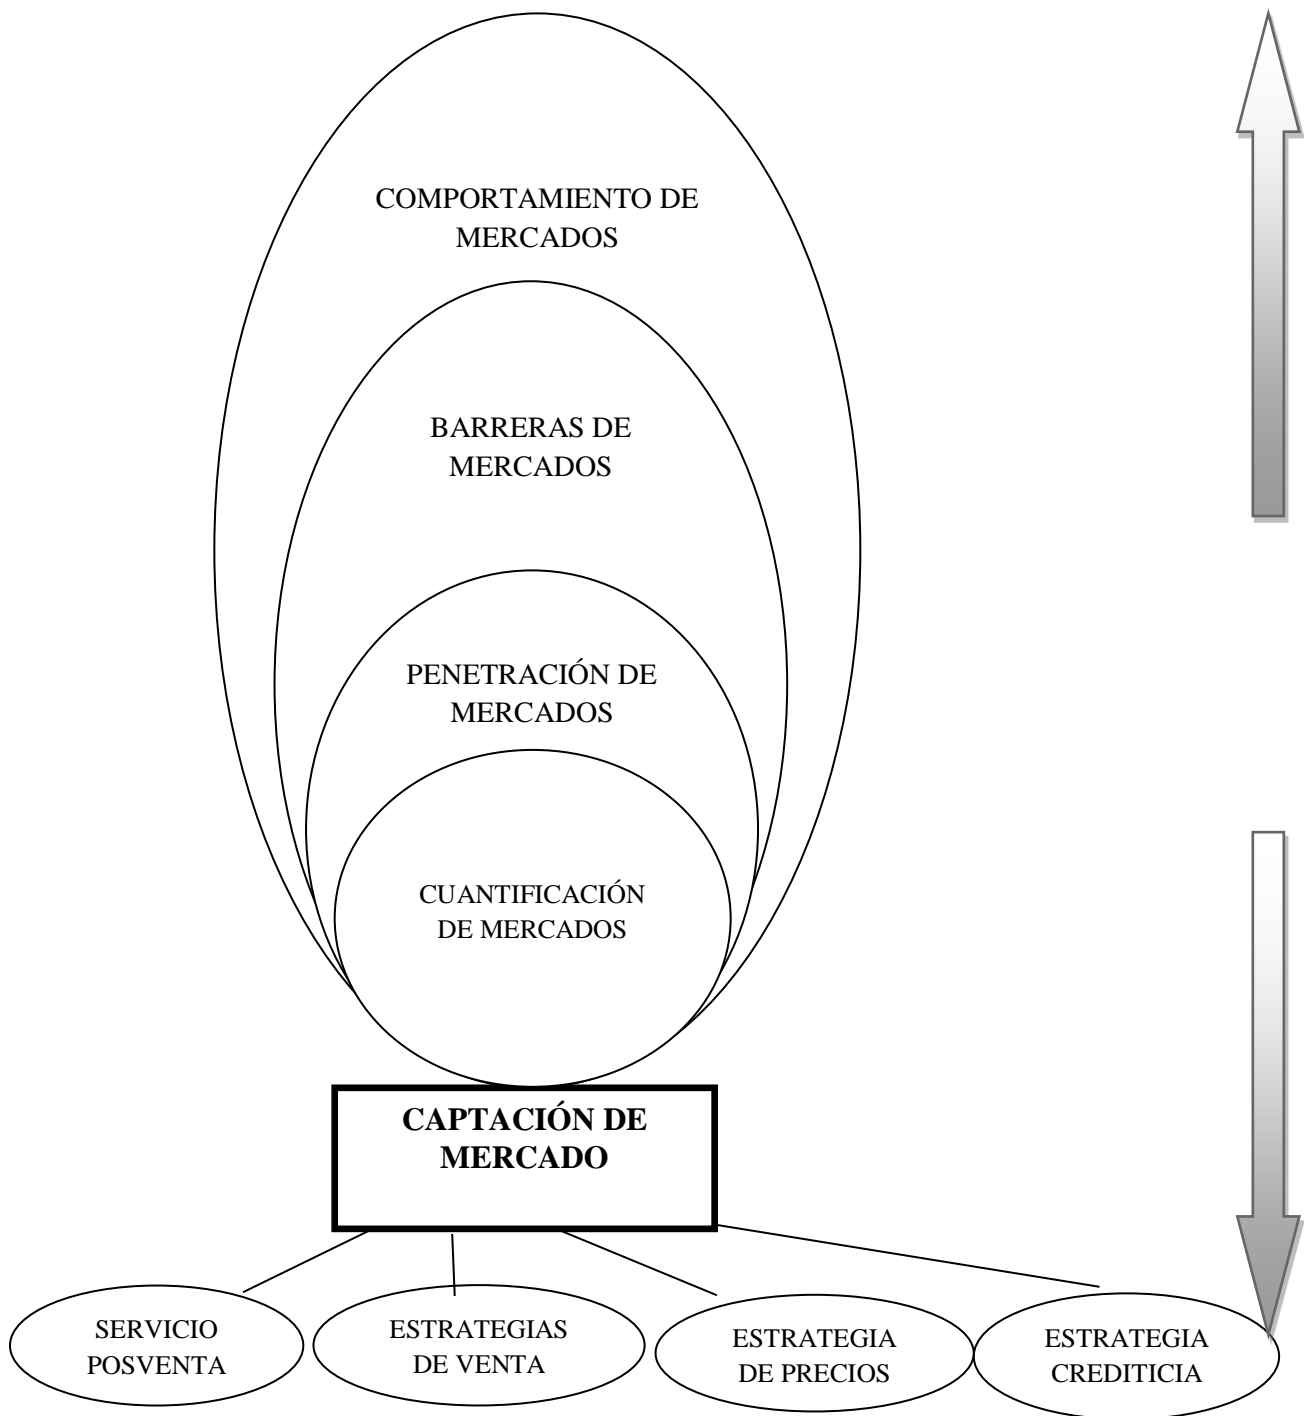 COMPORTAMIENTO DE
MERCADOS
BARRERAS DE
MERCADOS
PENETRACIÓN DE
MERCADOS
CUANTIFICACIÓN
DE MERCADOS
CAPTACIÓN DE
MERCADO
SERVICIO
POSVENTA
ESTRATEGIAS
DE VENTA
ESTRATEGIA
DE PRECIOS
ESTRATEGIA
CREDITICIA